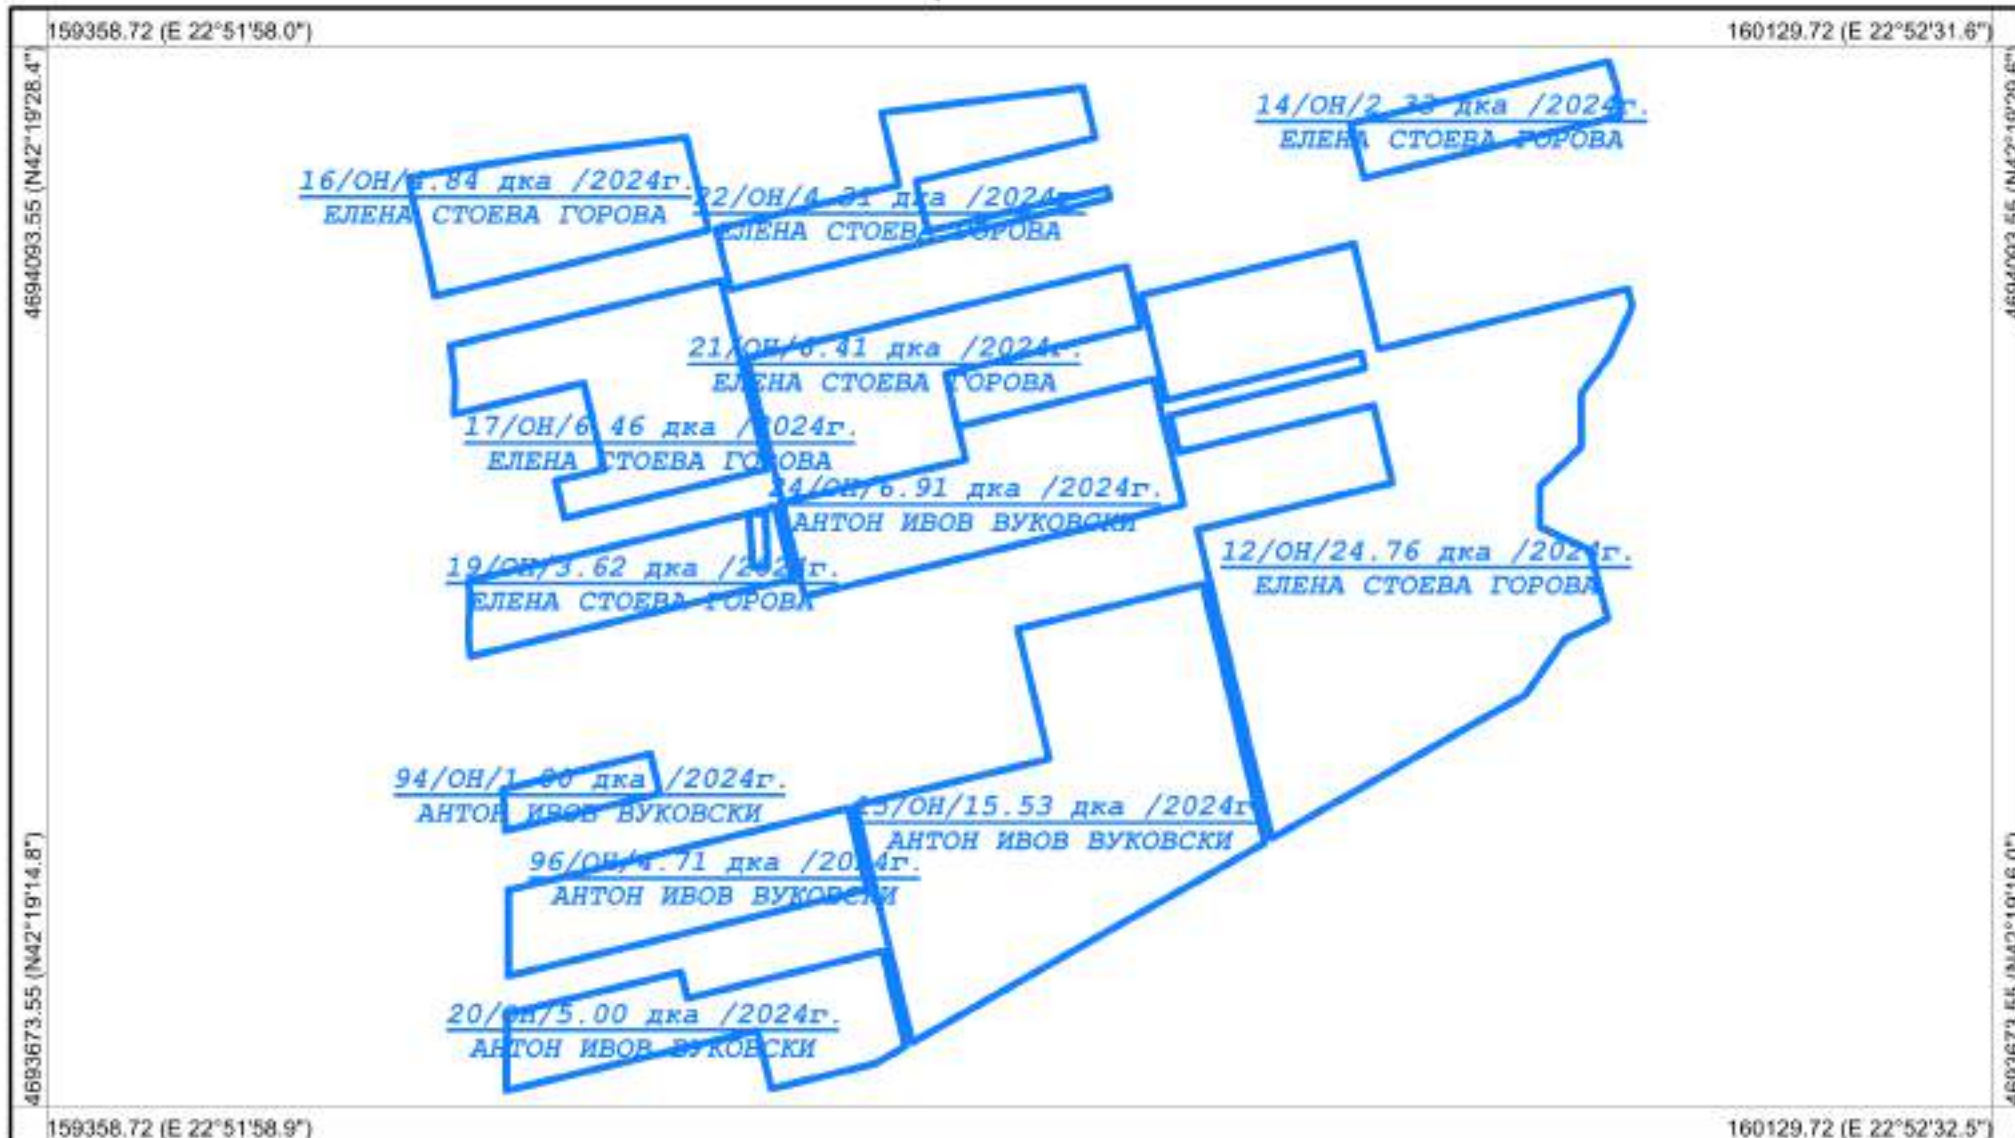 159358.72 (E 22°51'58.0")
160129.72 (E 22°52'31.6")
4694093.55 (N42°19'28.4")
14/ОН/2.33 дка /2024г.
ЕЛЕНА СТОЕВА ГОРОВА
16/ОН/4.84 дка /2024г.
ЕЛЕНА СТОЕВА ГОРОВА
22/ОН/4.31 дка /2024г.
ЕЛЕНА СТОЕВА ГОРОВА
21/ОН/6.41 дка /2024г.
ЕЛЕНА СТОЕВА ГОРОВА
17/ОН/6.46 дка /2024г.
ЕЛЕНА СТОЕВА ГОРОВА
24/ОН/6.91 дка /2024г.
АНТОН ИВОВ ВУКОВСКИ
19/ОН/3.62 дка /2024г.
ЕЛЕНА СТОЕВА ГОРОВА
12/ОН/24.76 дка /2024г.
ЕЛЕНА СТОЕВА ГОРОВА
94/ОН/1.00 дка /2024г.
АНТОН ИВОВ ВУКОВСКИ
13/ОН/15.53 дка /2024г
АНТОН ИВОВ ВУКОВСКИ
96/ОН/4.71 дка /2024г.
АНТОН ИВОВ ВУКОВСКИ
20/ОН/5.00 дка /2024г.
АНТОН ИВОВ ВУКОВСКИ
4693673.55 (N42°19'14.8")
159358.72 (E 22°51'58.9")
160129.72 (E 22°52'32.5")